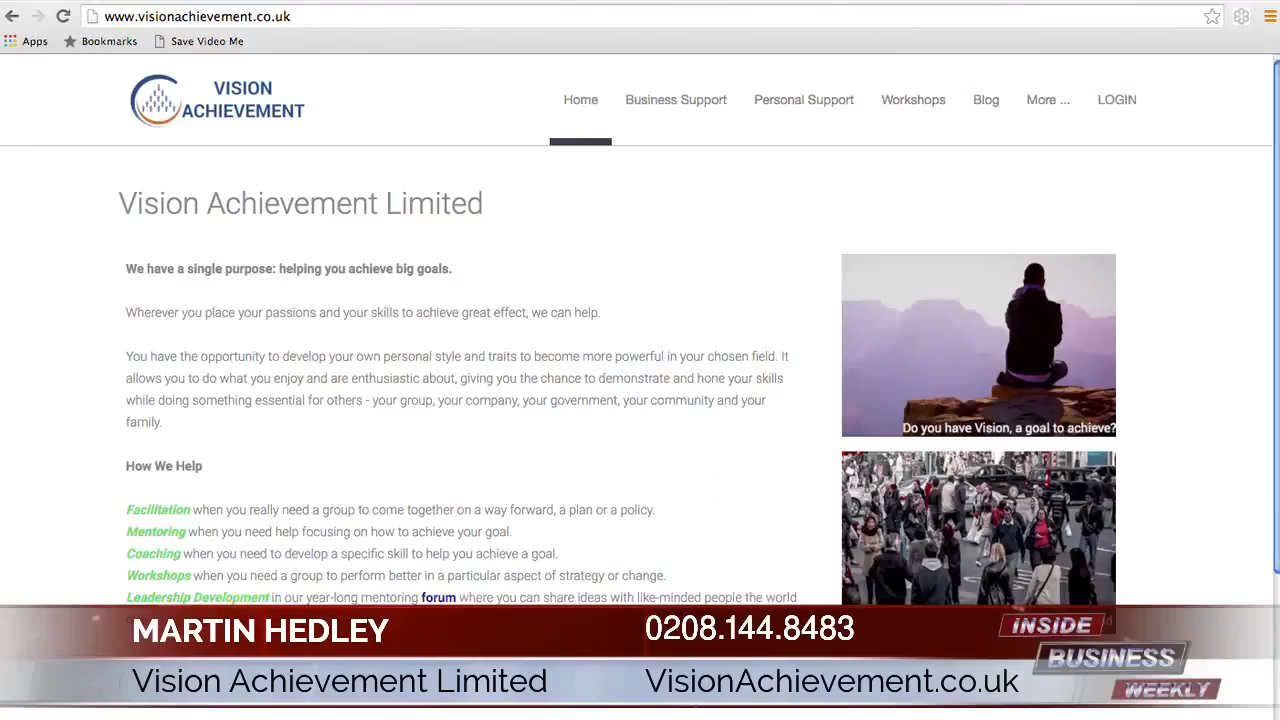 www.visionachievement.co.uk
Apps Bookmarks Save Video Me
VISION
ACHIEVEMENT
Home Business Support Personal Support Workshops Blog More ... LOGIN
Vision Achievement Limited
We have a single purpose: helping you achieve big goals.
Wherever you place your passions and your skills to achieve great effect, we can help.
You have the opportunity to develop your own personal style and traits to become more powerful in your chosen field. It
allows you to do what you enjoy and are enthusiastic about, giving you the chance to demonstrate and hone your skills
while doing something essential for others - your group, your company, your government, your community and your
family.
Do you have Vision, a goal to achieve?
How We Help
Facilitation when you really need a group to come together on a way forward, a plan or a policy.
Mentoring when you need help focusing on how to achieve your goal.
Coaching when you need to develop a specific skill to help you achieve a goal.
Workshops when you need a group to perform better in a particular aspect of strategy or change.
Leadership Development in our year-long mentoring forum where you can share ideas with like-minded people the world
MARTIN HEDLEY 0208.144.8483
Vision Achievement Limited VisionAchievement.co.uk
INSIDE
BUSINESS
WEEKLY